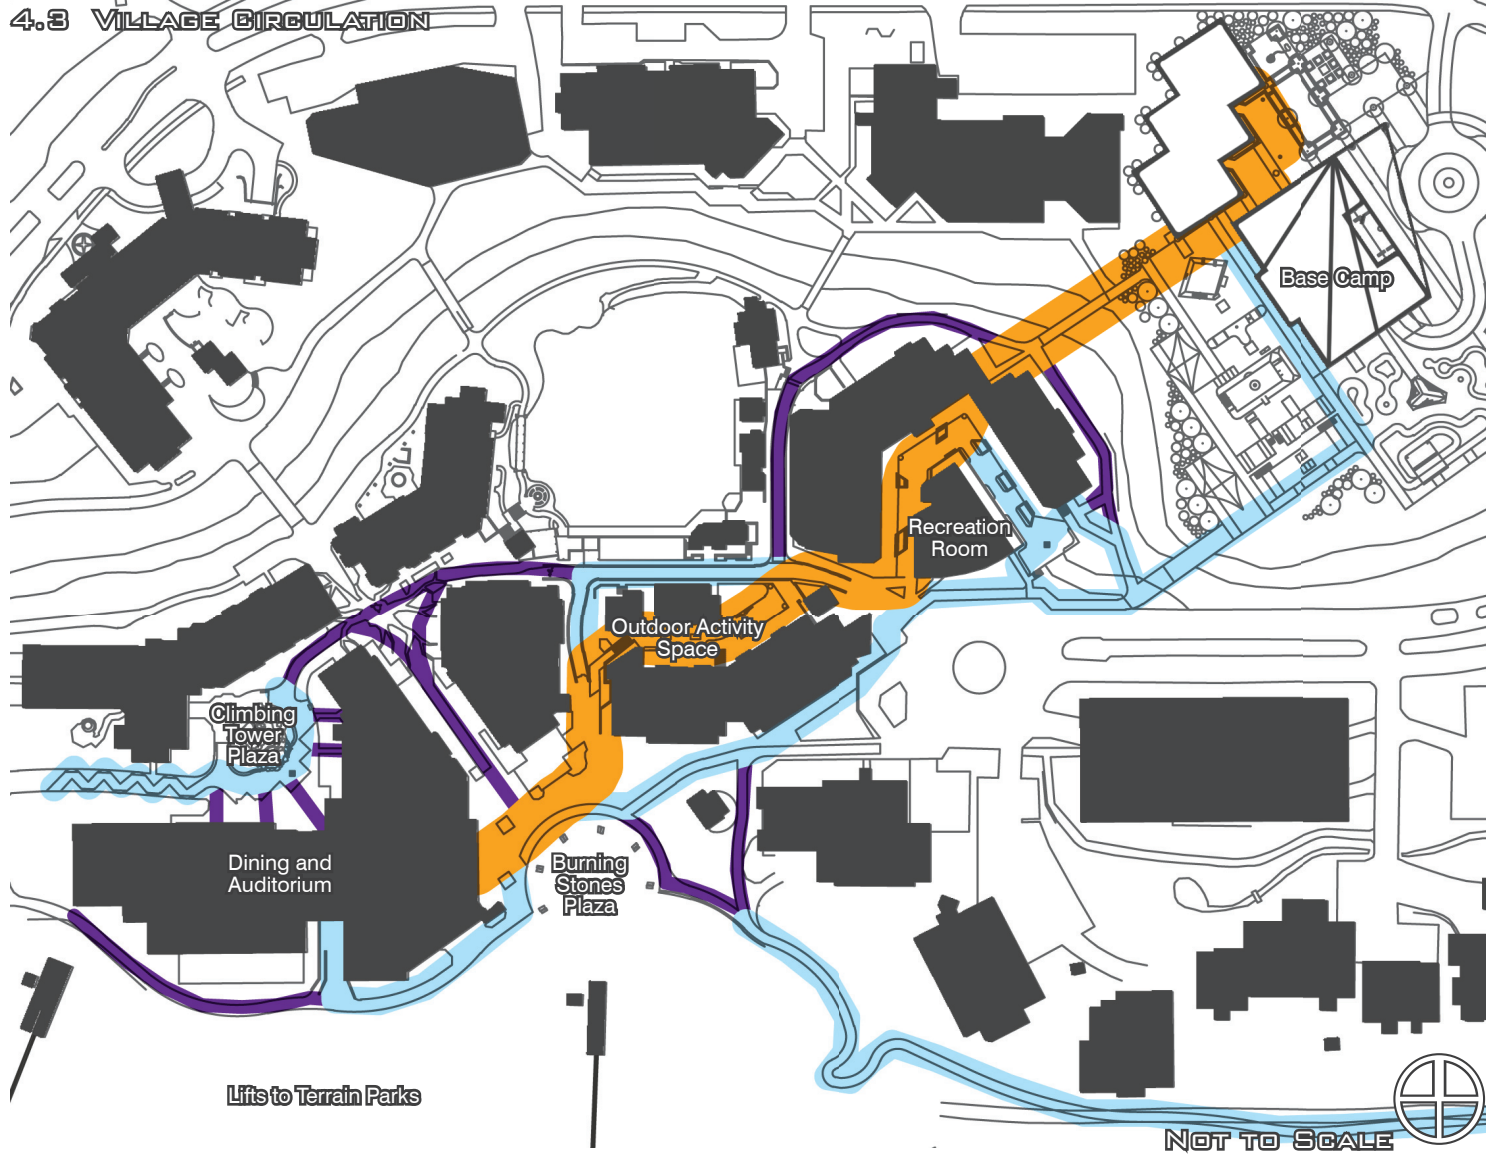 4.3 Village Circulation
Base Camp
Recreation
Room
Outdoor Activity
Space
Climbing
Tower
Plaza
Dining and
Auditorium
Burning
Stones
Plaza
Lifts to Terrain Parks
Not to Scale